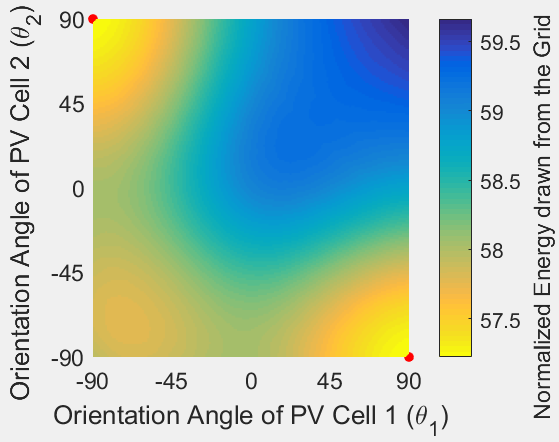 Orientation Angle of PV Cell 2 (θ2)
90
45
0
-45
-90
-90 -45 0 45 90
Orientation Angle of PV Cell 1 (θ1)
59.5
59
58.5
58
57.5
Normalized Energy drawn from the Grid